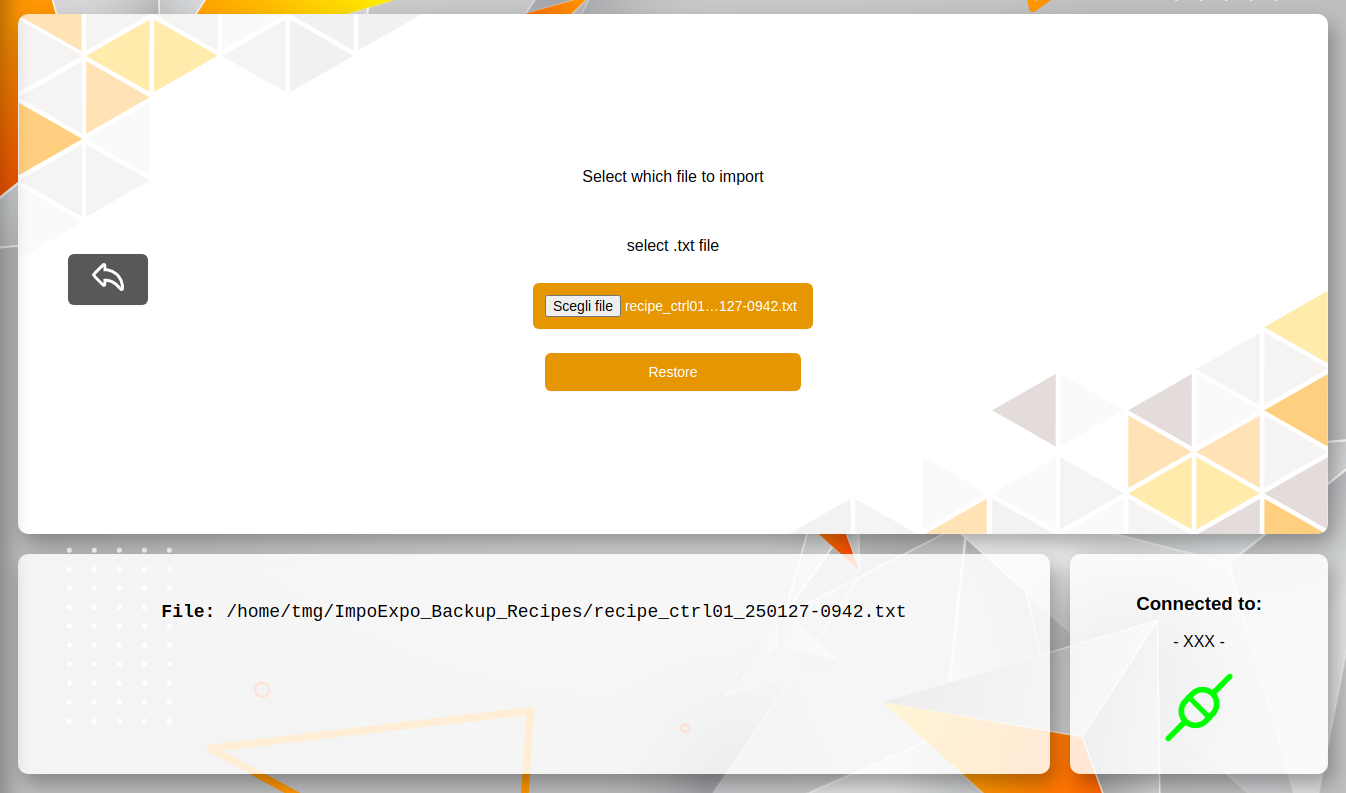 Select which file to import
select .txt file
Scegli file recipe_ctrl01…127-0942.txt
Restore
File: /home/tmg/ImpoExpo_Backup_Recipes/recipe_ctrl01_250127-0942.txt
Connected to:
- XXX -